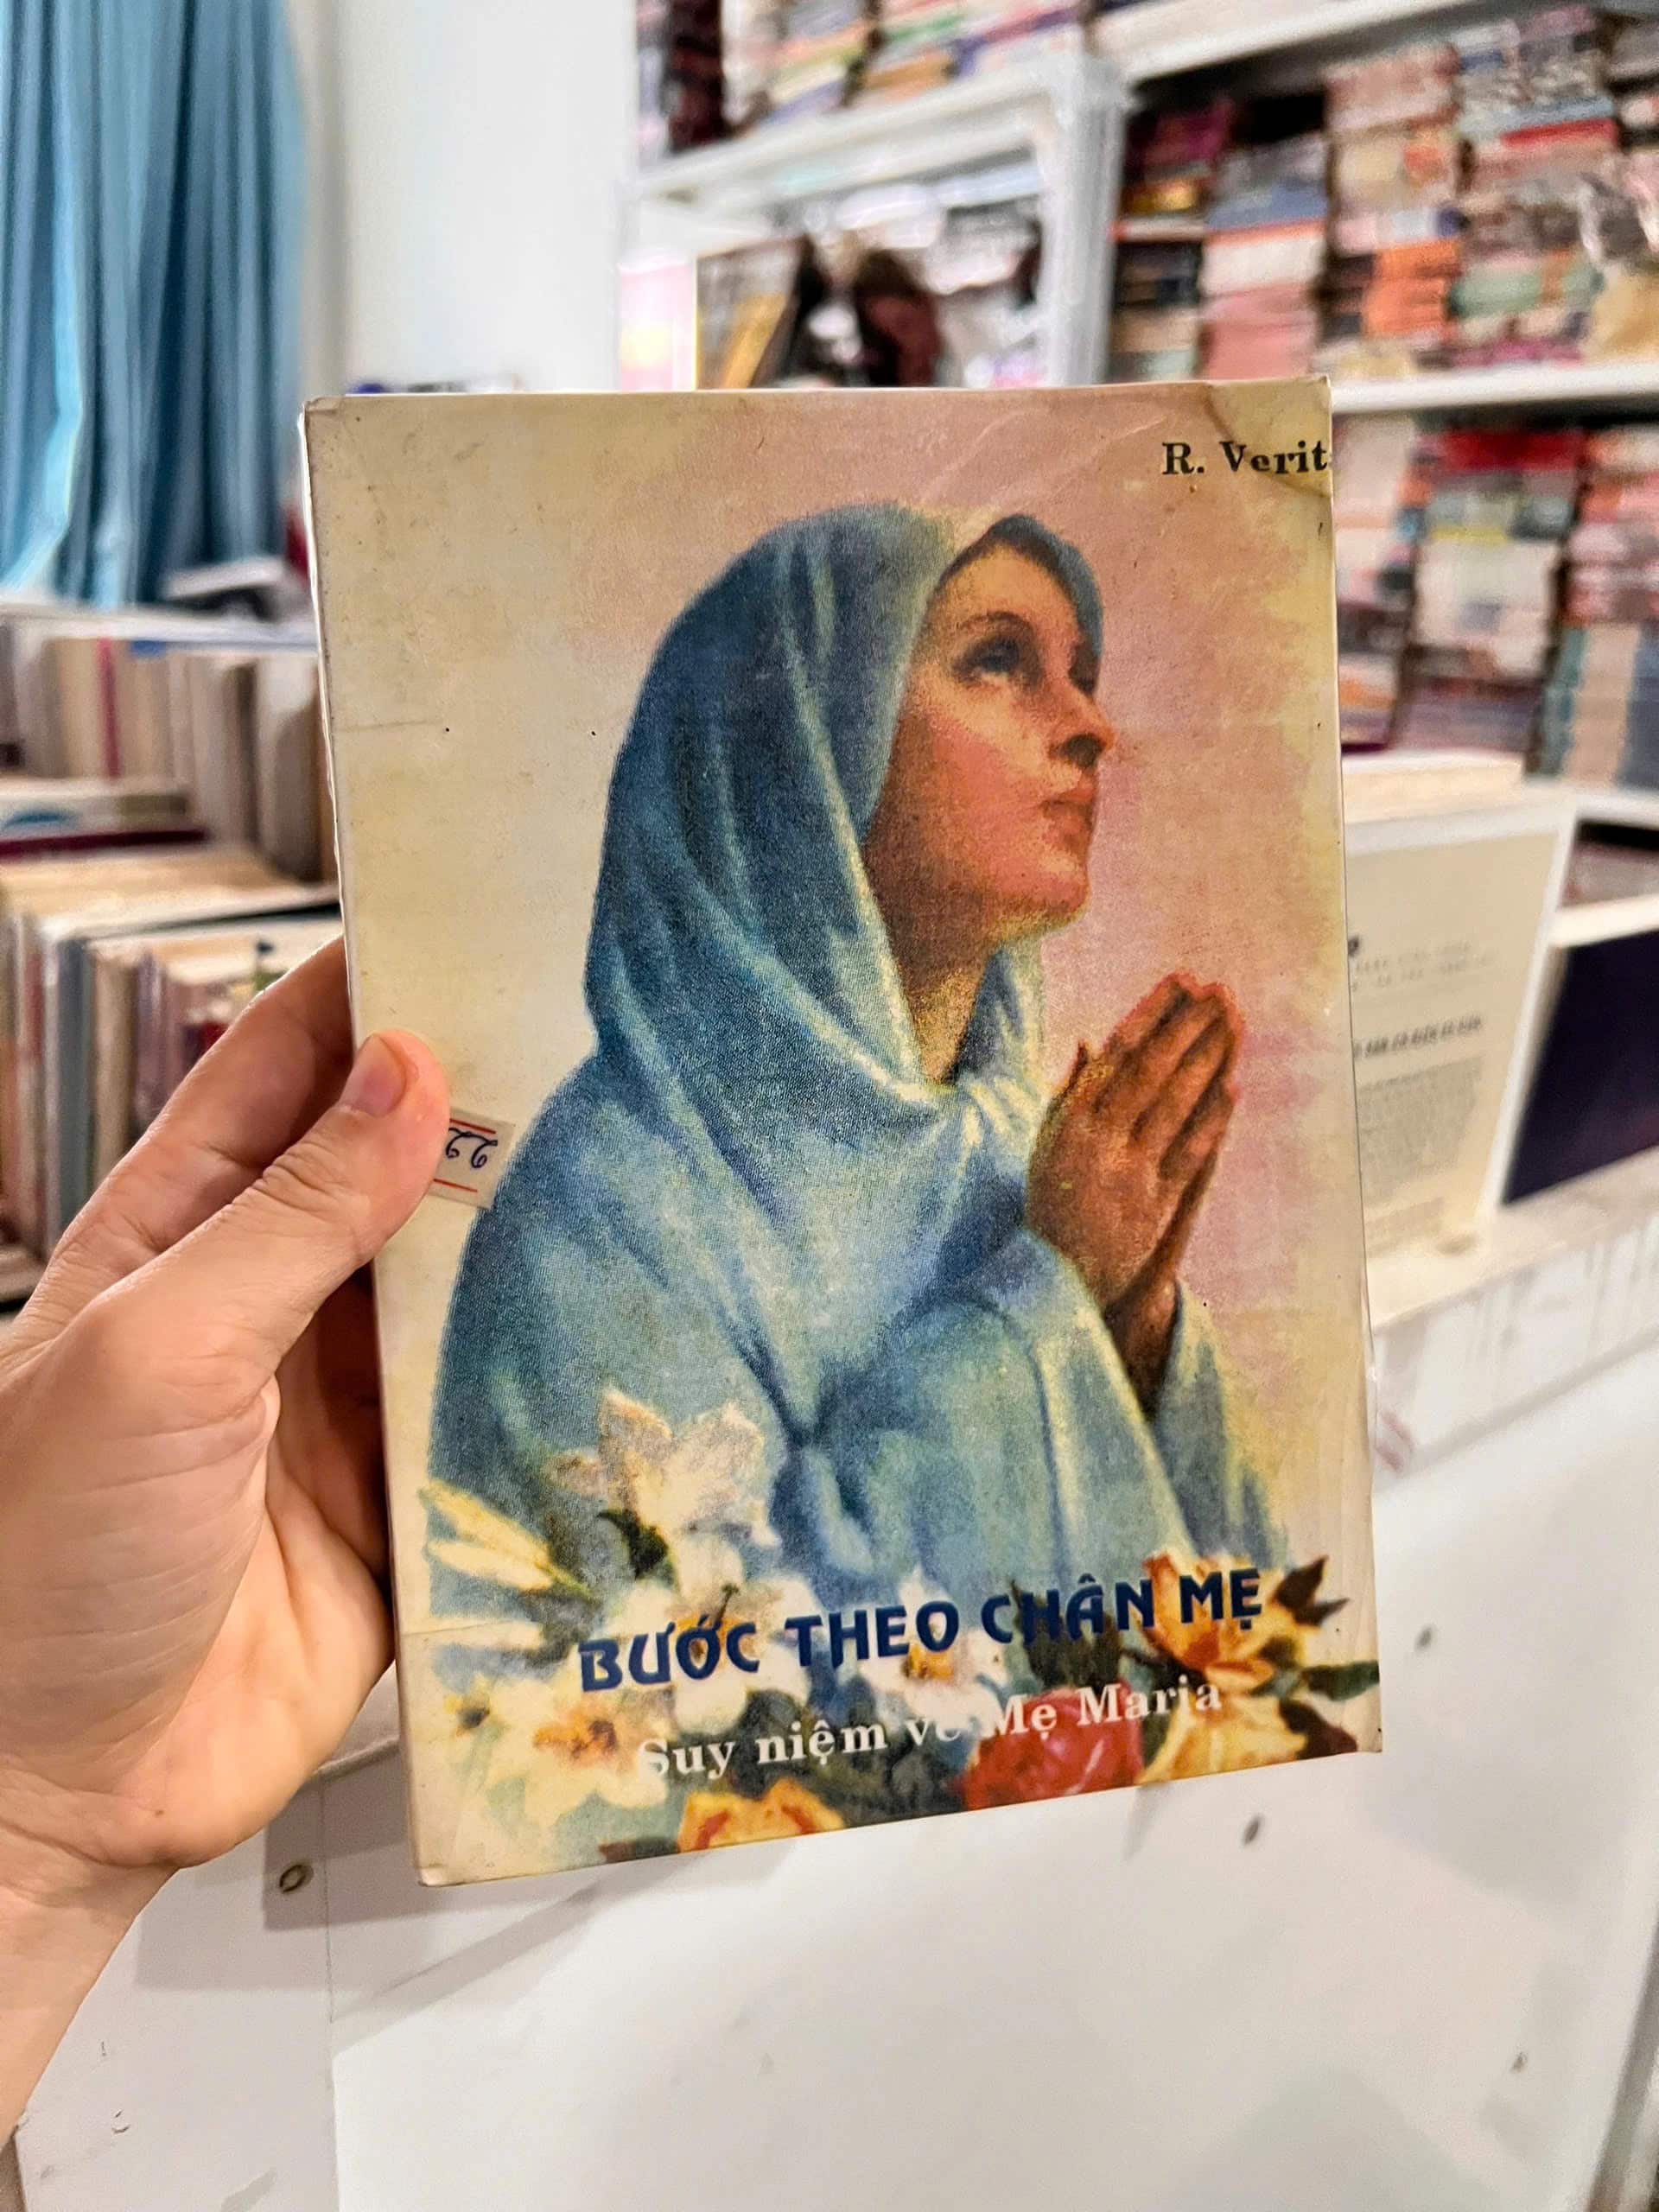 R. Verit
BƯỚC THEO CHÂN MẸ
Suy niệm về Mẹ Maria